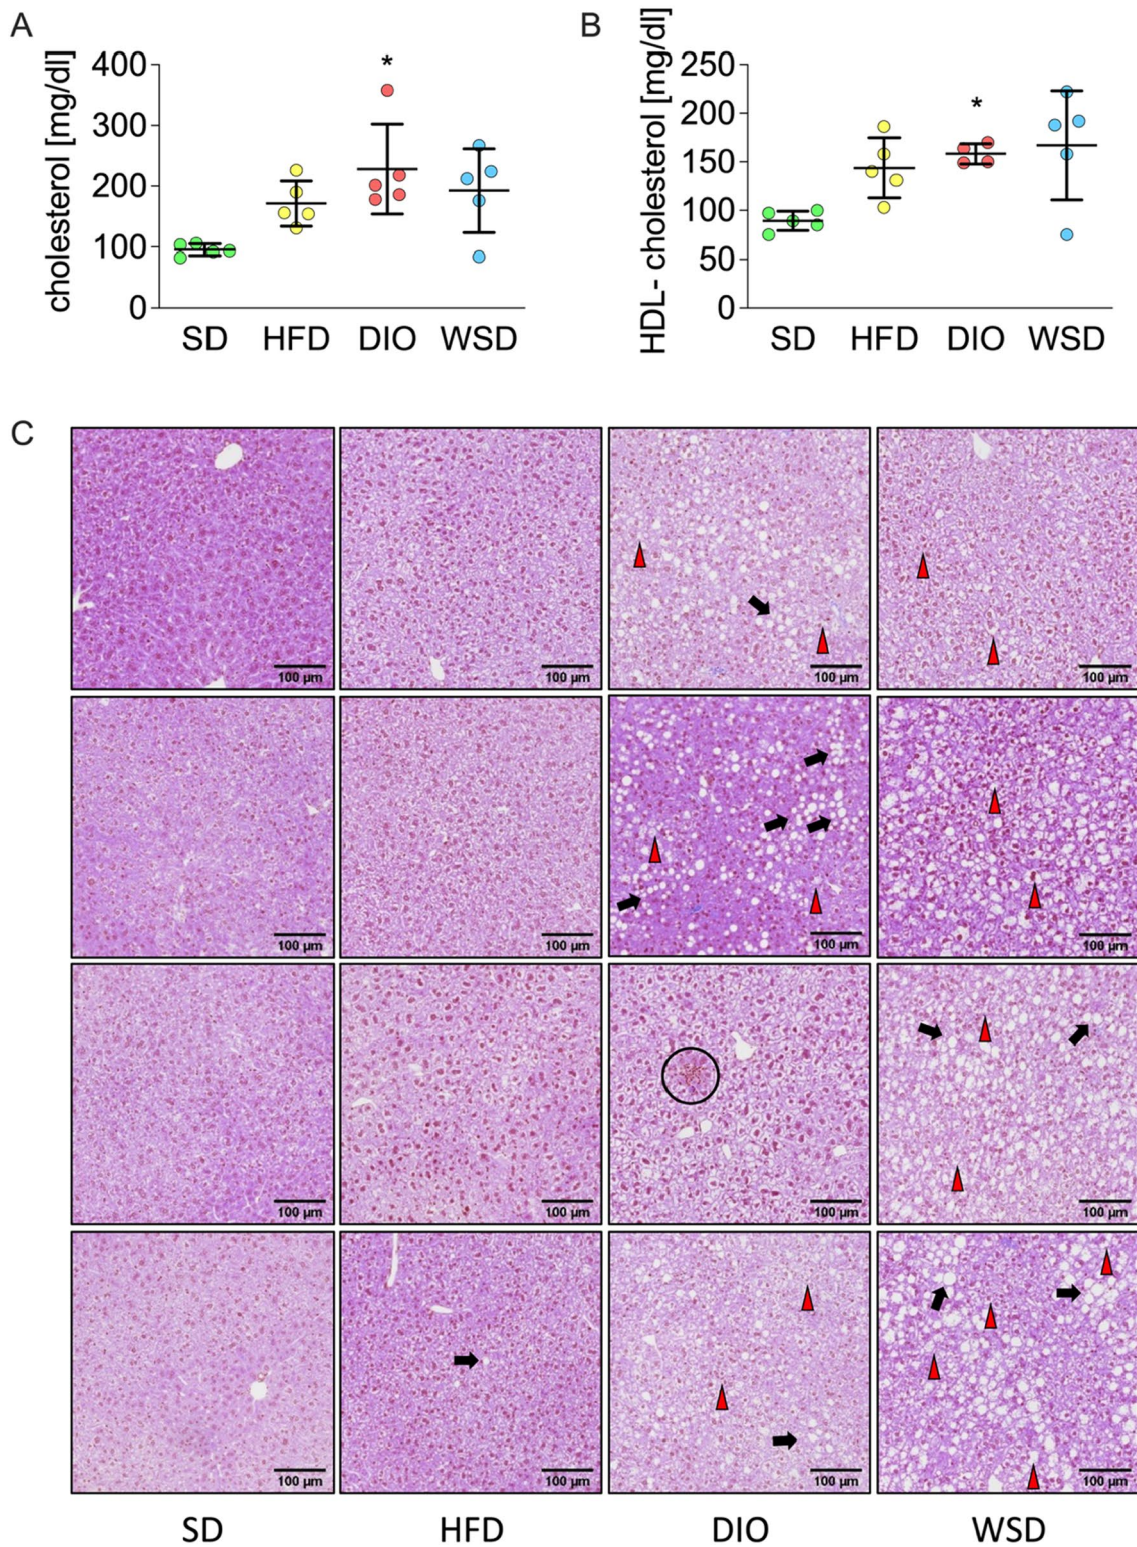 A
cholesterol [mg/dl]
400
300
200
100
0
*
SD HFD DIO WSD
B
HDL- cholesterol [mg/dl]
250
200
150
100
50
0
*
SD HFD DIO WSD
C
100 µm 100 µm 100 µm 100 µm
100 µm 100 µm 100 µm 100 µm
100 µm 100 µm 100 µm 100 µm
100 µm 100 µm 100 µm 100 µm
SD HFD DIO WSD